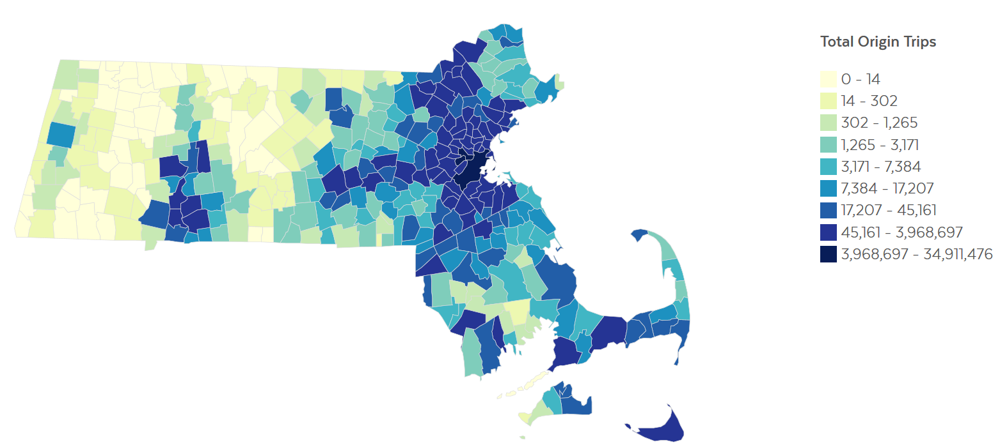 Total Origin Trips
0 - 14
14 - 302
302 - 1,265
1,265 - 3,171
3,171 - 7,384
7,384 - 17,207
17,207 - 45,161
45,161 - 3,968,697
3,968,697 - 34,911,476